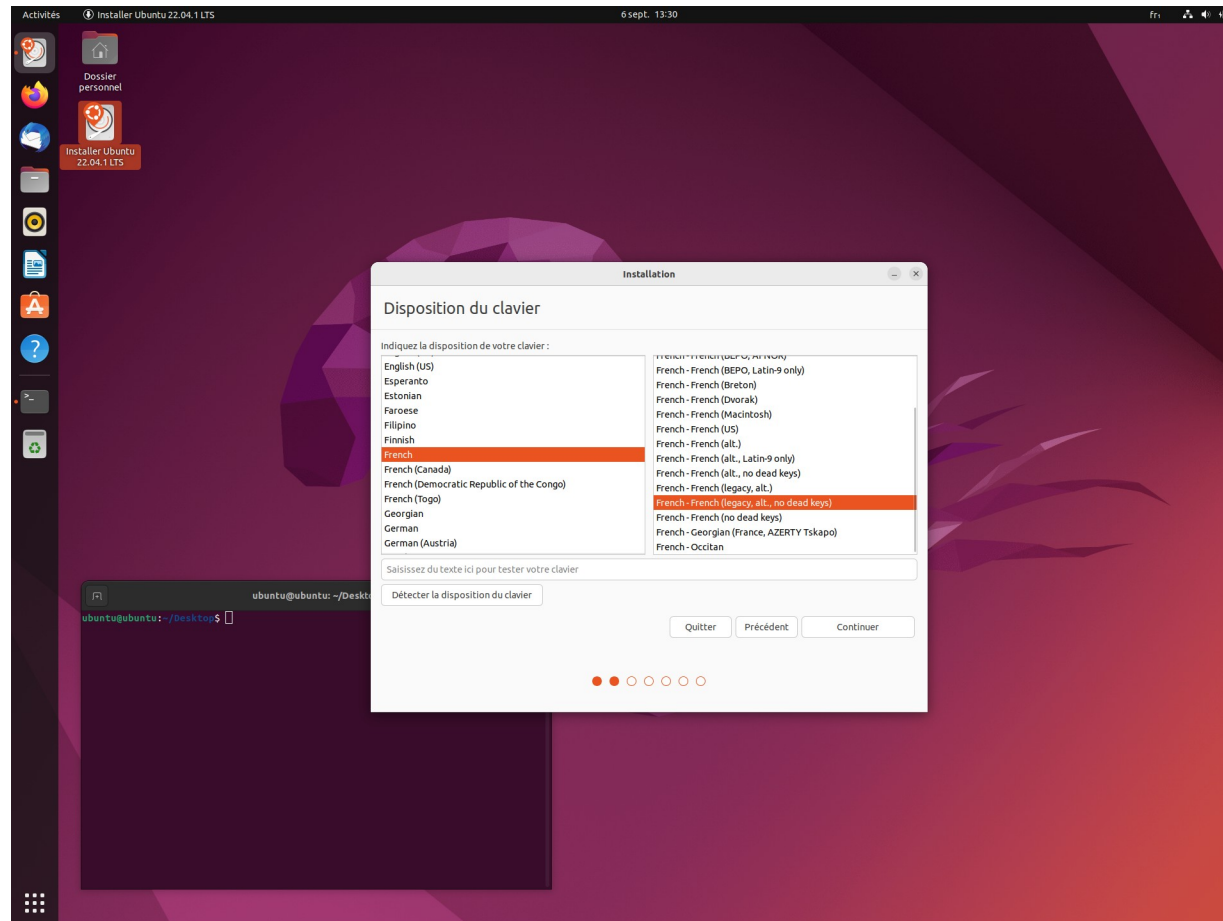 Activités
Installer Ubuntu 22.04.1 LTS
6 sept. 13:30
fr₁
Dossier
personnel
Installer Ubuntu
22.04.1 LTS
Installation
Disposition du clavier
Indiquez la disposition de votre clavier :
English (US)
Esperanto
Estonian
Faroese
Filipino
Finnish
French
French (Canada)
French (Democratic Republic of the Congo)
French (Togo)
Georgian
German
German (Austria)
French - French (BEPO, AFNOR)
French - French (BEPO, Latin-9 only)
French - French (Breton)
French - French (Dvorak)
French - French (Macintosh)
French - French (US)
French - French (alt.)
French - French (alt., Latin-9 only)
French - French (alt., no dead keys)
French - French (legacy, alt.)
French - French (legacy, alt., no dead keys)
French - French (no dead keys)
French - Georgian (France, AZERTY Tskapo)
French - Occitan
Saisissez du texte ici pour tester votre clavier
Détecter la disposition du clavier
Quitter
Précédent
Continuer
ubuntu@ubuntu: ~/Deskt
ubuntu@ubuntu:~/Desktop$